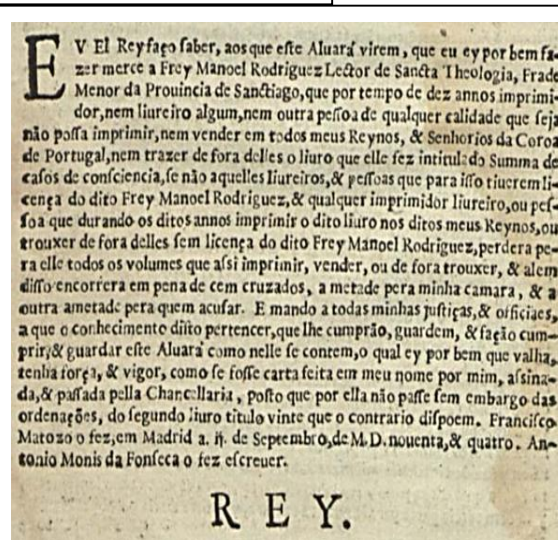 EV El Rey faço saber, aos que este Aluará virem, que eu ey por bem fa-
zer merce a Frey Manoel Rodriguez Lector de Sancta Theologia, Frade
Menor da Prouincia de Sanctiago, que por tempo de dez annos imprimi-
dor, nem liureiro algum, nem outra pessoa de qualquer calidade que seja
não possa imprimir, nem vender em todos meus Reynos, & Senhorios da Coroa
de Portugal, nem trazer de fora delles o liuro que elle fez intitulado Summa de
casos de consciencia, se não aquelles liureiros, & pessoas que para isso tiuerem li-
cença do dito Frey Manoel Rodriguez, & qualquer imprimidor liureiro, ou pes-
soa que durando os ditos annos imprimir o dito liuro nos ditos meus Reynos, ou
trouxer de fora delles sem licença do dito Frey Manoel Rodriguez, perdera pe-
ra elle todos os volumes que assi imprimir, vender, ou de fora trouxer, & alem
disso encorrera em pena de cem cruzados, a metade pera minha camara, & a
outra ametade pera quem acusar. E mando a todas minhas justiças, & officiaes,
a que o conhecimento disto pertencer, que lhe cumprão, guardem, & fação cum-
prir, & guardar este Aluará como nelle se contem, o qual ey por bem que valha,
tenha força, & vigor, como se fosse carta feita em meu nome por mim, assina-
da, & passada pella Chancellaria, posto que por ella não passe sem embargo das
ordenações, do segundo liuro titulo vinte que o contrario dispoem. Francisco
Matozo o fez, em Madrid a. ij. de Septembro, de M.D. nouenta, & quatro. An-
tonio Monis da Fonseca o fez escreuer.
REY.